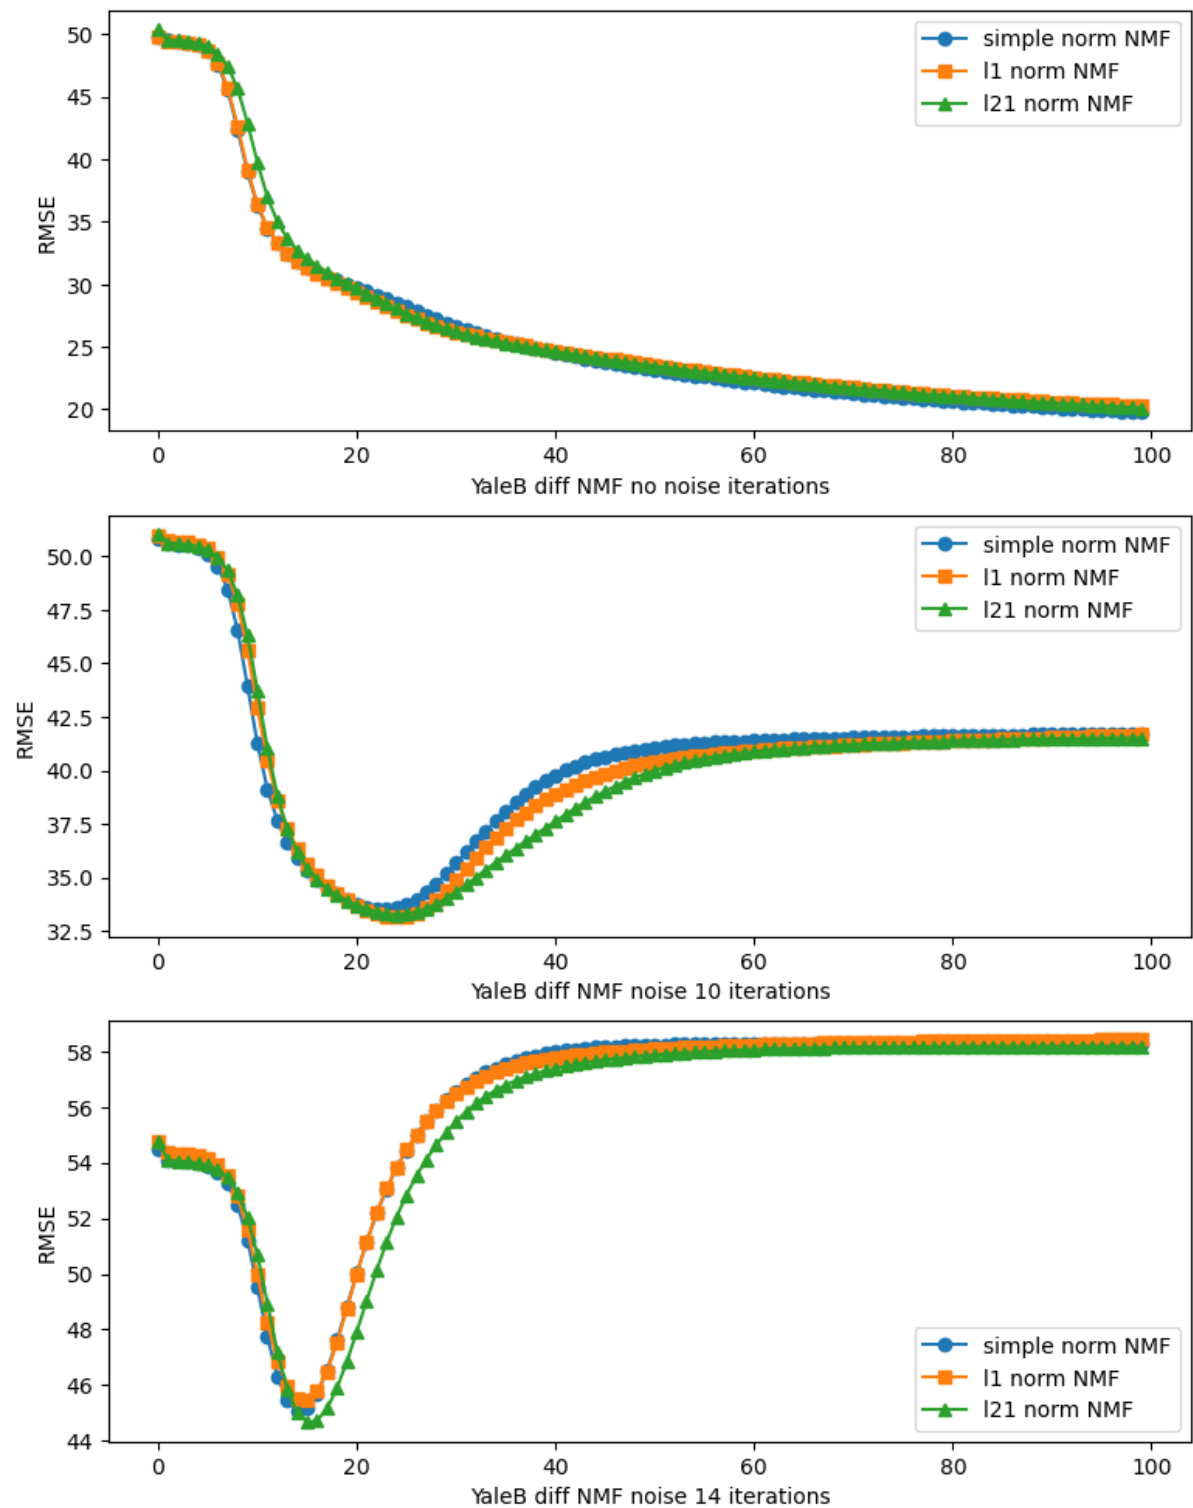 50
45
40
35
30
25
20
RMSE
simple norm NMF
l1 norm NMF
l21 norm NMF
0 20 40 60 80 100
YaleB diff NMF no noise iterations
50.0
47.5
45.0
42.5
40.0
37.5
35.0
32.5
RMSE
simple norm NMF
l1 norm NMF
l21 norm NMF
0 20 40 60 80 100
YaleB diff NMF noise 10 iterations
58
56
54
52
50
48
46
44
RMSE
simple norm NMF
l1 norm NMF
l21 norm NMF
0 20 40 60 80 100
YaleB diff NMF noise 14 iterations